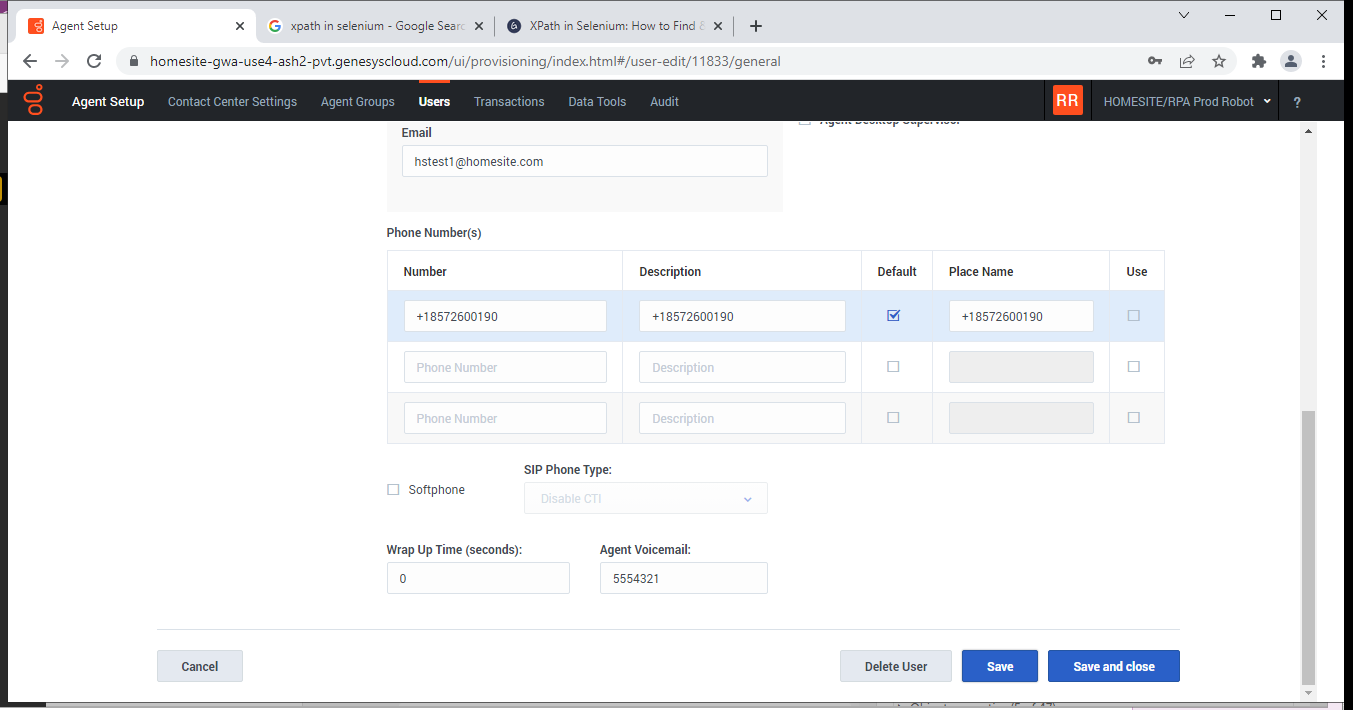 Agent Setup
xpath in selenium - Google Searc
XPath in Selenium: How to Find &
homesite-gwa-use4-ash2-pvt.genesyscloud.com/ui/provisioning/index.html#/user-edit/11833/general
Agent Setup Contact Center Settings Agent Groups Users Transactions Data Tools Audit RR HOMESITE/RPA Prod Robot ?
Agent Desktop Supervisor
Email
hstest1@homesite.com
Phone Number(s)
Number Description Default Place Name Use
+18572600190 +18572600190 +18572600190
Phone Number Description
Phone Number Description
SIP Phone Type:
Softphone Disable CTI
Wrap Up Time (seconds): Agent Voicemail:
0 5554321
Cancel Delete User Save Save and close